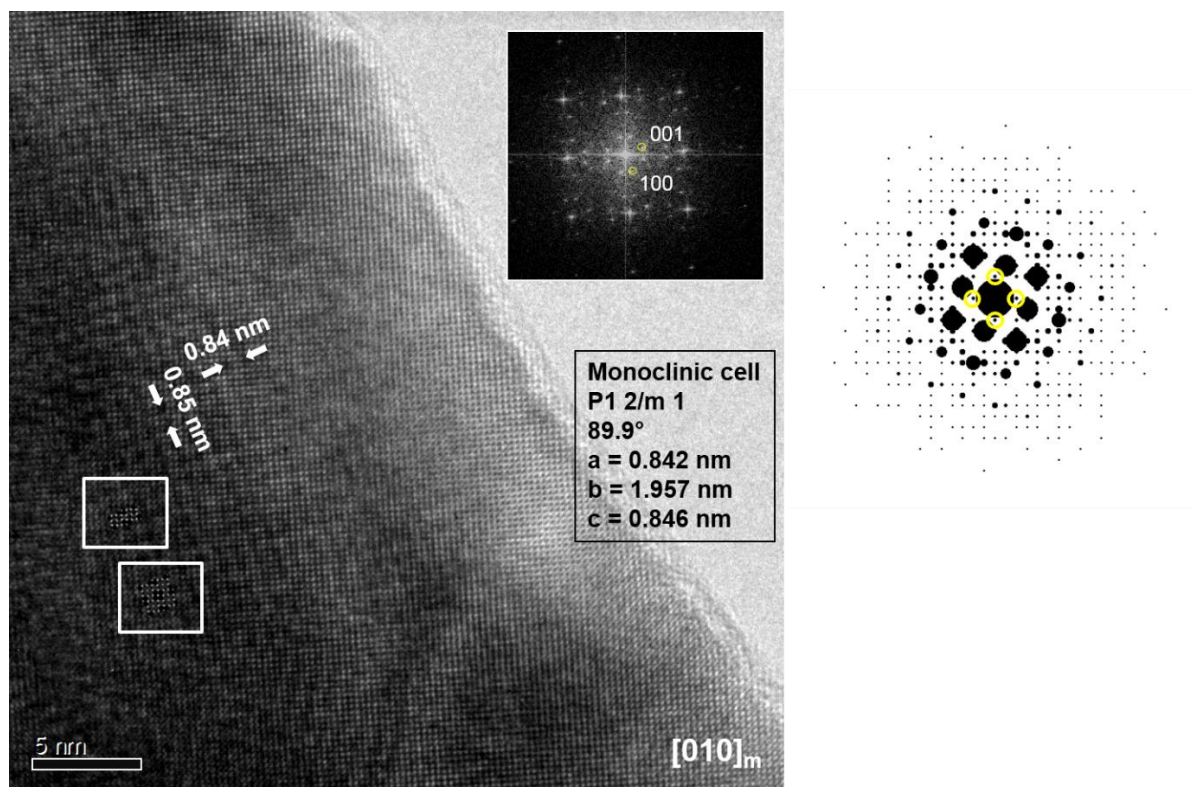 001
100
0.84 nm
0.85 nm
Monoclinic cell
P1 2/m 1
89.9°
a = 0.842 nm
b = 1.957 nm
c = 0.846 nm
5 nm
[010]m